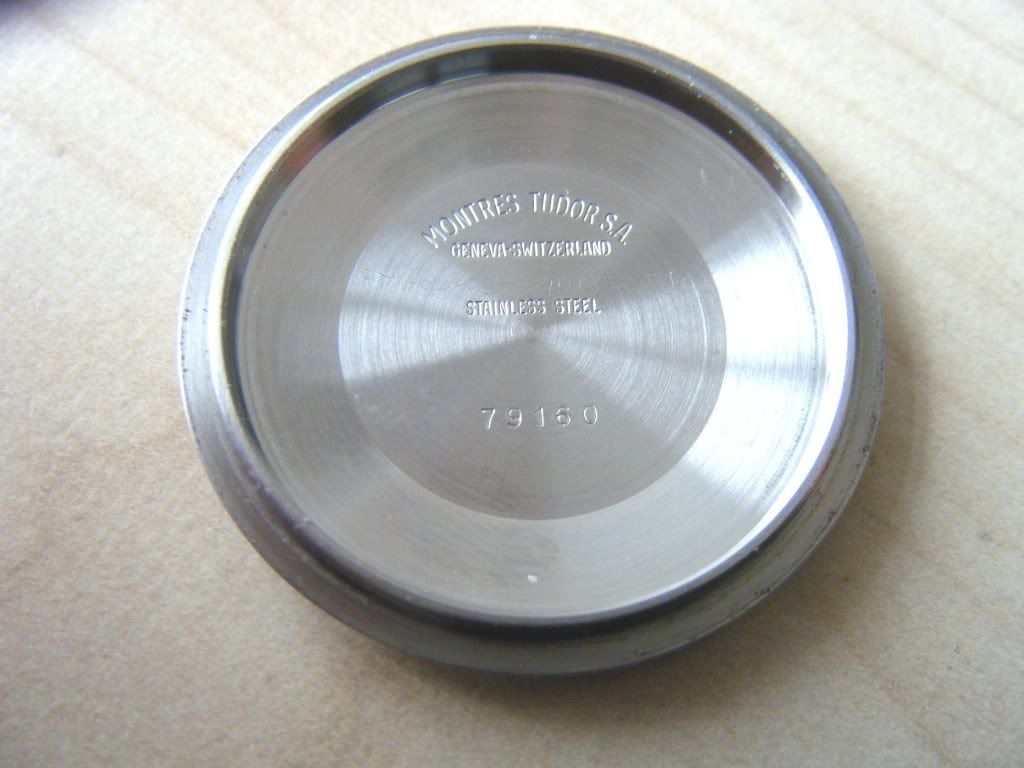 MONTRES TUDOR S.A.
GENEVA-SWITZERLAND
STAINLESS STEEL
79160